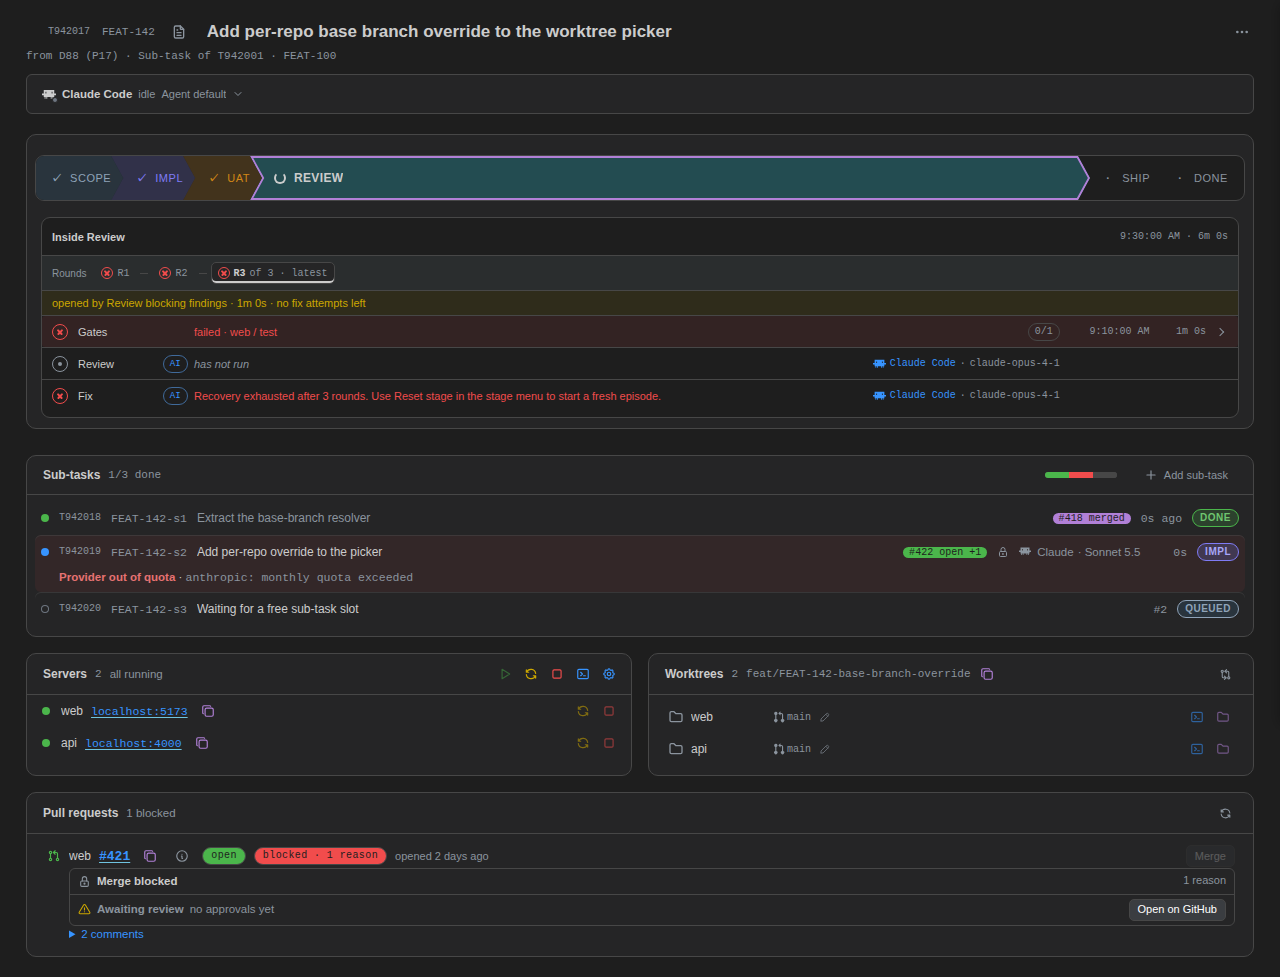 T942017 FEAT-142 Add per-repo base branch override to the worktree picker
from D88 (P17) · Sub-task of T942001 · FEAT-100
Claude Code idle Agent default
SCOPE IMPL UAT REVIEW SHIP DONE
Inside Review 9:30:00 AM · 6m 0s
Rounds R1 — R2 — R3 of 3 · latest
opened by Review blocking findings · 1m 0s · no fix attempts left
Gates failed · web / test 0/1 9:10:00 AM 1m 0s
Review AI has not run Claude Code · claude-opus-4-1
Fix AI Recovery exhausted after 3 rounds. Use Reset stage in the stage menu to start a fresh episode. Claude Code · claude-opus-4-1
Sub-tasks 1/3 done Add sub-task
T942018 FEAT-142-s1 Extract the base-branch resolver #418 merged 0s ago DONE
T942019 FEAT-142-s2 Add per-repo override to the picker #422 open +1 Claude · Sonnet 5.5 0s IMPL
Provider out of quota · anthropic: monthly quota exceeded
T942020 FEAT-142-s3 Waiting for a free sub-task slot #2 QUEUED
Servers 2 all running
web localhost:5173
api localhost:4000
Worktrees 2 feat/FEAT-142-base-branch-override
web main
api main
Pull requests 1 blocked
web #421 open blocked · 1 reason opened 2 days ago Merge
Merge blocked 1 reason
Awaiting review no approvals yet Open on GitHub
2 comments